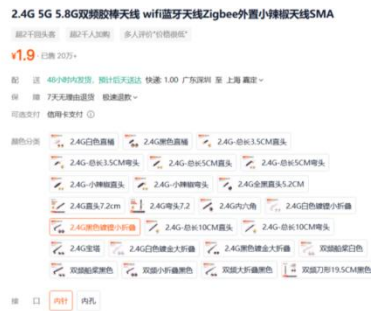 2.4G 5G 5.8G双频胶棒天线 wifi蓝牙天线Zigbee外置小辣椒天线SMA
超2千回头客 超2千人加购 多人评价"价格很低"
¥1.9 已售 20万+
配 送 48小时内发货，预计后天送达 快递: 1.00 广东深圳 至 上海 嘉定
保 障 7天无理由退货 极速退款
可选支付 信用卡支付
颜色分类 2.4G白色直插 2.4G黑色直插 2.4G-总长3.5CM直头
2.4G-总长3.5CM弯头 2.4G-总长5CM直头 2.4G-总长5CM弯头
2.4G-小辣椒直头 2.4G-小辣椒弯头 2.4G全黑直头5.2CM
2.4G直头7.2cm 2.4G弯头7.2 2.4G内六角 2.4G白色镀镍小折叠
2.4G黑色镀镍小折叠 2.4G-总长10CM直头 2.4G-总长10CM弯头
2.4G宝塔 2.4G白色镀金大折叠 2.4G黑色镀金大折叠 双频船桨白色
双频船桨黑色 双频小折叠黑色 双频大折叠黑色 双频刀形19.5CM黑色
接 口 内针 内孔